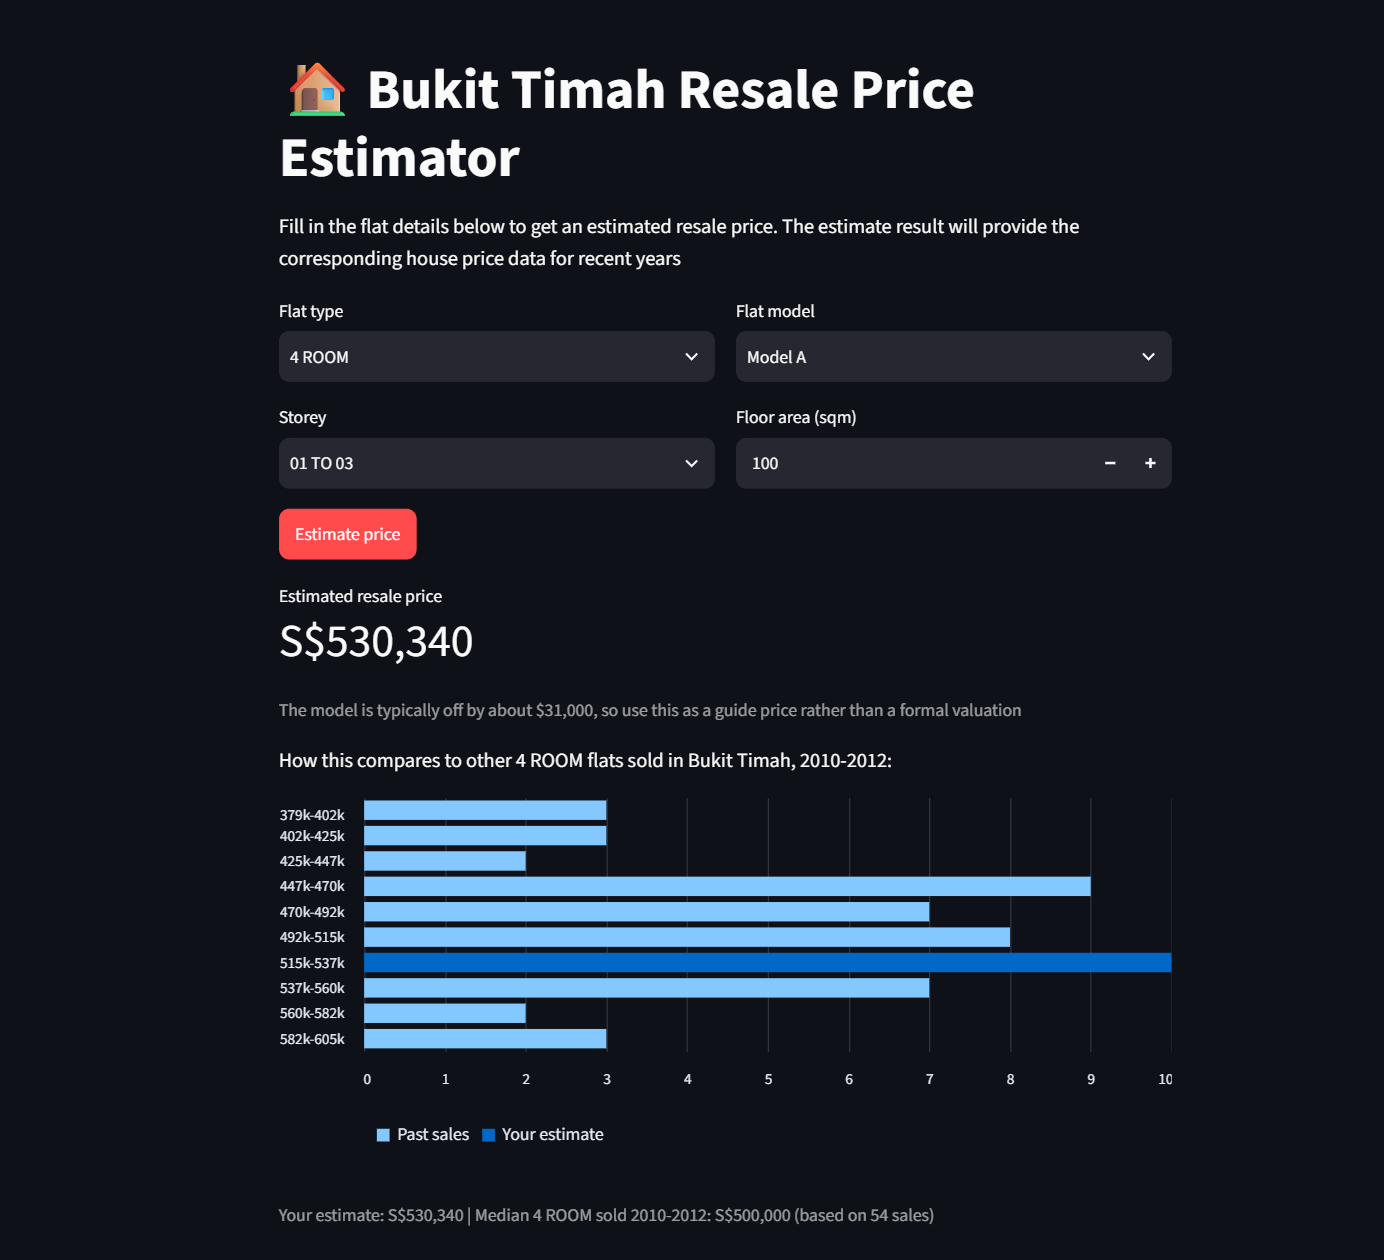 Bukit Timah Resale Price
Estimator
Fill in the flat details below to get an estimated resale price. The estimate result will provide the
corresponding house price data for recent years
Flat type
Flat model
4 ROOM
Model A
Storey
Floor area (sqm)
01 TO 03
100
Estimate price
Estimated resale price
S$530,340
The model is typically off by about $31,000, so use this as a guide price rather than a formal valuation
How this compares to other 4 ROOM flats sold in Bukit Timah, 2010-2012:
379k-402k
402k-425k
425k-447k
447k-470k
470k-492k
492k-515k
515k-537k
537k-560k
560k-582k
582k-605k
0 1 2 3 4 5 6 7 8 9 10
Past sales Your estimate
Your estimate: S$530,340 | Median 4 ROOM sold 2010-2012: S$500,000 (based on 54 sales)